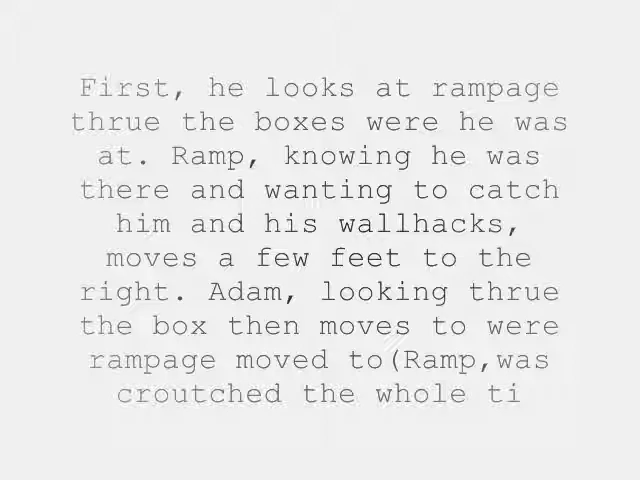 First, he looks at rampage
thrue the boxes were he was
at. Ramp, knowing he was
there and wanting to catch
him and his wallhacks,
moves a few feet to the
right. Adam, looking thrue
the box then moves to were
rampage moved to(Ramp,was
croutched the whole ti